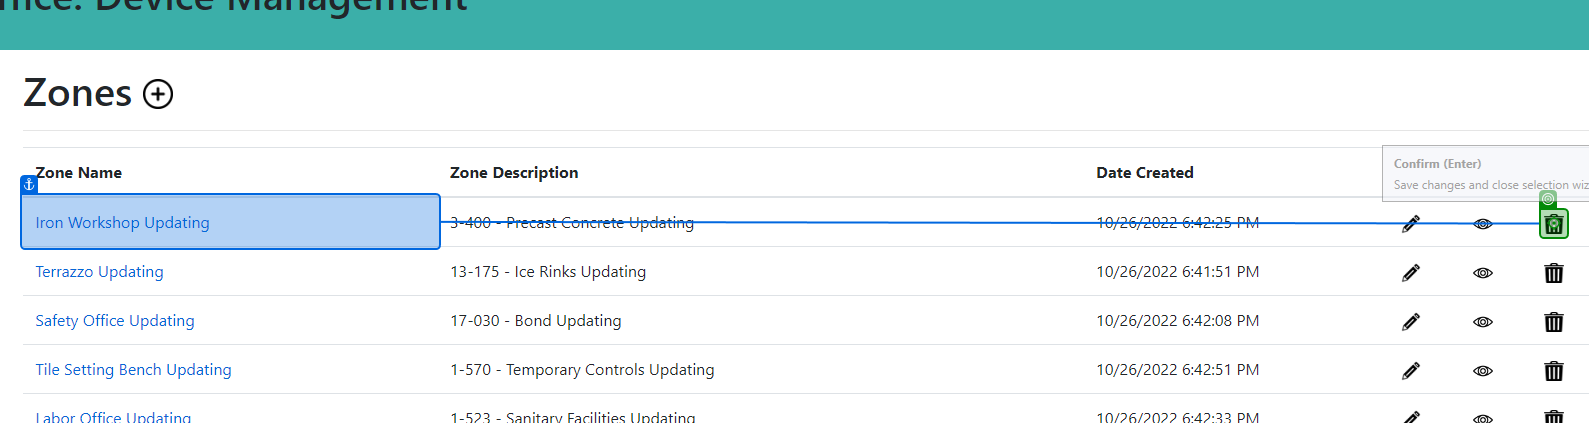 Device Management
Zones
Zone Name Zone Description Date Created
Confirm (Enter)
Save changes and close selection wiz
Iron Workshop Updating 3-400 - Precast Concrete Updating 10/26/2022 6:42:25 PM
Terrazzo Updating 13-175 - Ice Rinks Updating 10/26/2022 6:41:51 PM
Safety Office Updating 17-030 - Bond Updating 10/26/2022 6:42:08 PM
Tile Setting Bench Updating 1-570 - Temporary Controls Updating 10/26/2022 6:42:51 PM
Labor Office Updating 1-523 - Sanitary Facilities Updating 10/26/2022 6:42:33 PM